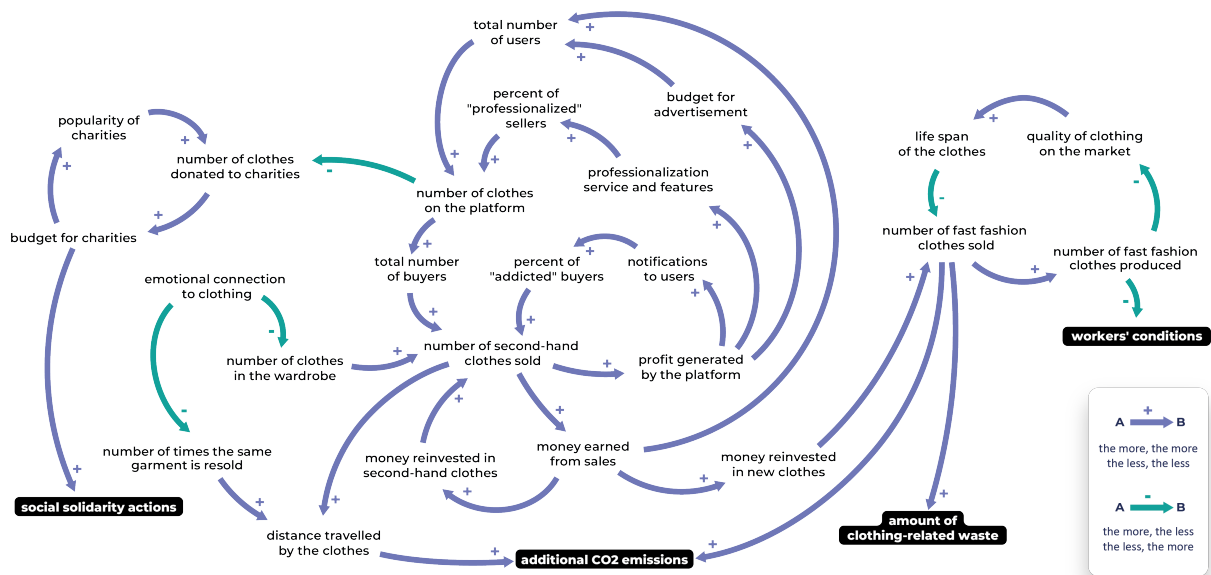 total number
of users
+
+
percent of
"professionalized"
sellers
budget for
advertisement
popularity of
charities
+
+
number of clothes
donated to charities
-
+
+
+
+
professionalization
service and features
number of clothes
on the platform
life span
of the clothes
+
quality of clothing
on the market
-
-
+
budget for charities
+
+
+
number of fast fashion
clothes sold
number of fast fashion
clothes produced
total number
of buyers
percent of
"addicted" buyers
notifications
to users
+
+
+
-
emotional connection
to clothing
-
+
+
workers' conditions
number of clothes
in the wardrobe
+
number of second-hand
clothes sold
+
profit generated
by the platform
-
+
+
number of times the same
garment is resold
money reinvested in
second-hand clothes
money earned
from sales
money reinvested
in new clothes
+
+
+
+
+
+
social solidarity actions
distance travelled
by the clothes
+
additional CO2 emissions
+
amount of
clothing-related waste
+
A B
the more, the more
the less, the less
-
A B
the more, the less
the less, the more